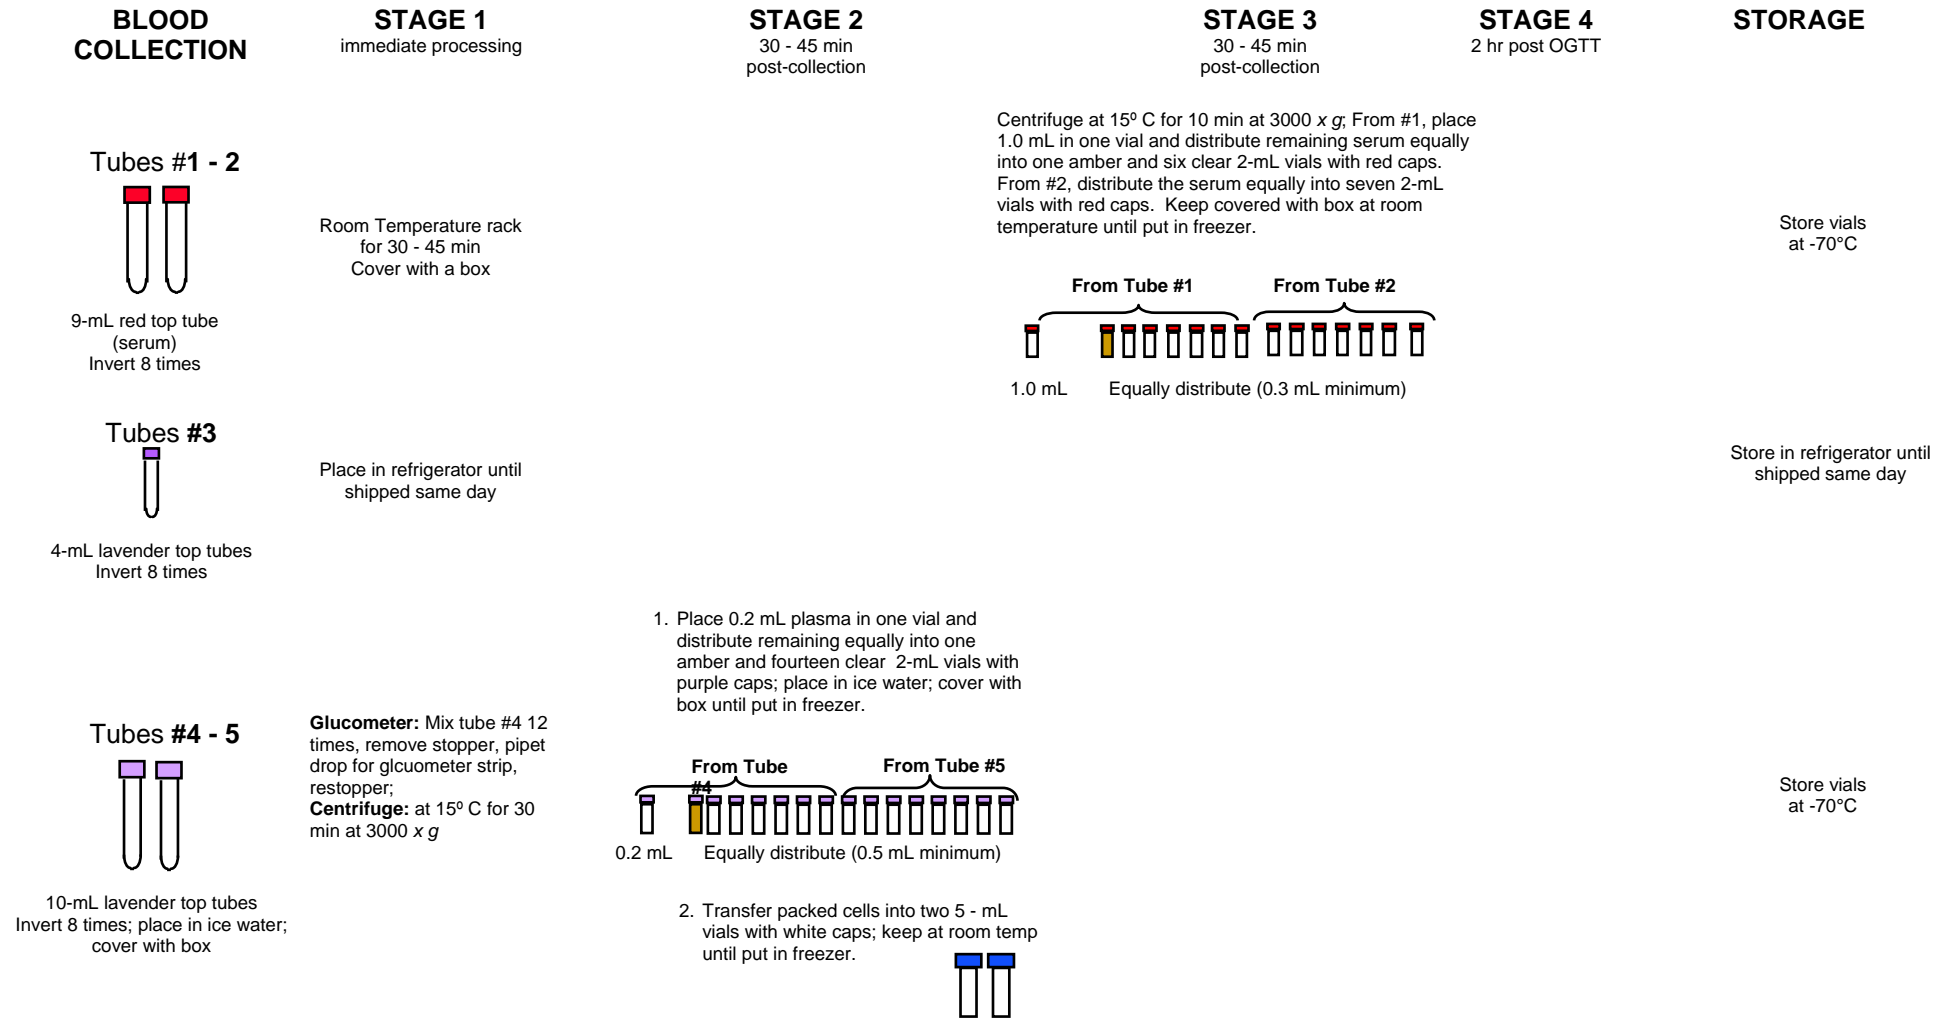 BLOOD
COLLECTION
STAGE 1
immediate processing
STAGE 2
30 - 45 min
post-collection
STAGE 3
30 - 45 min
post-collection
STAGE 4
2 hr post OGTT
STORAGE
Tubes #1 - 2
9-mL red top tube
(serum)
Invert 8 times
Room Temperature rack
for 30 - 45 min
Cover with a box
Centrifuge at 15º C for 10 min at 3000 x g; From #1, place
1.0 mL in one vial and distribute remaining serum equally
into one amber and six clear 2-mL vials with red caps.
From #2, distribute the serum equally into seven 2-mL
vials with red caps.  Keep covered with box at room
temperature until put in freezer.
From Tube #1
From Tube #2
1.0 mL
Equally distribute (0.3 mL minimum)
Store vials
at -70°C
Tubes #3
4-mL lavender top tubes
Invert 8 times
Place in refrigerator until
shipped same day
Store in refrigerator until
shipped same day
Tubes #4 - 5
10-mL lavender top tubes
Invert 8 times; place in ice water;
cover with box
Glucometer: Mix tube #4 12
times, remove stopper, pipet
drop for glcuometer strip,
restopper;
Centrifuge: at 15º C for 30
min at 3000 x g
1. Place 0.2 mL plasma in one vial and
distribute remaining equally into one
amber and fourteen clear  2-mL vials with
purple caps; place in ice water; cover with
box until put in freezer.
From Tube
#4
From Tube #5
0.2 mL
Equally distribute (0.5 mL minimum)
2. Transfer packed cells into two 5 - mL
vials with white caps; keep at room temp
until put in freezer.
Store vials
at -70°C